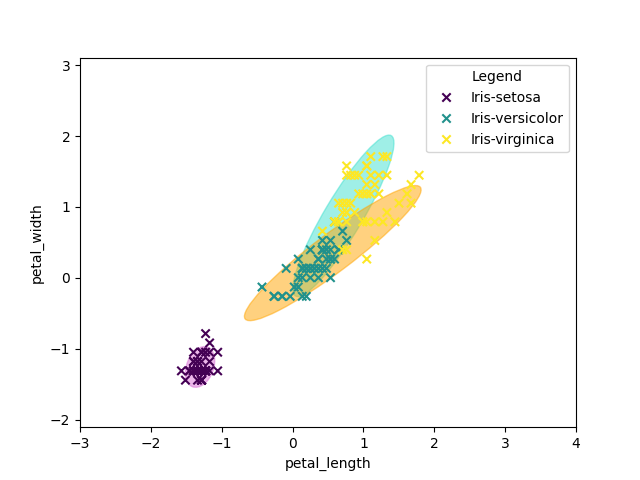 Legend
Iris-setosa
Iris-versicolor
Iris-virginica
3
2
1
0
−1
−2
petal_width
−3
−2
−1
0
1
2
3
4
petal_length